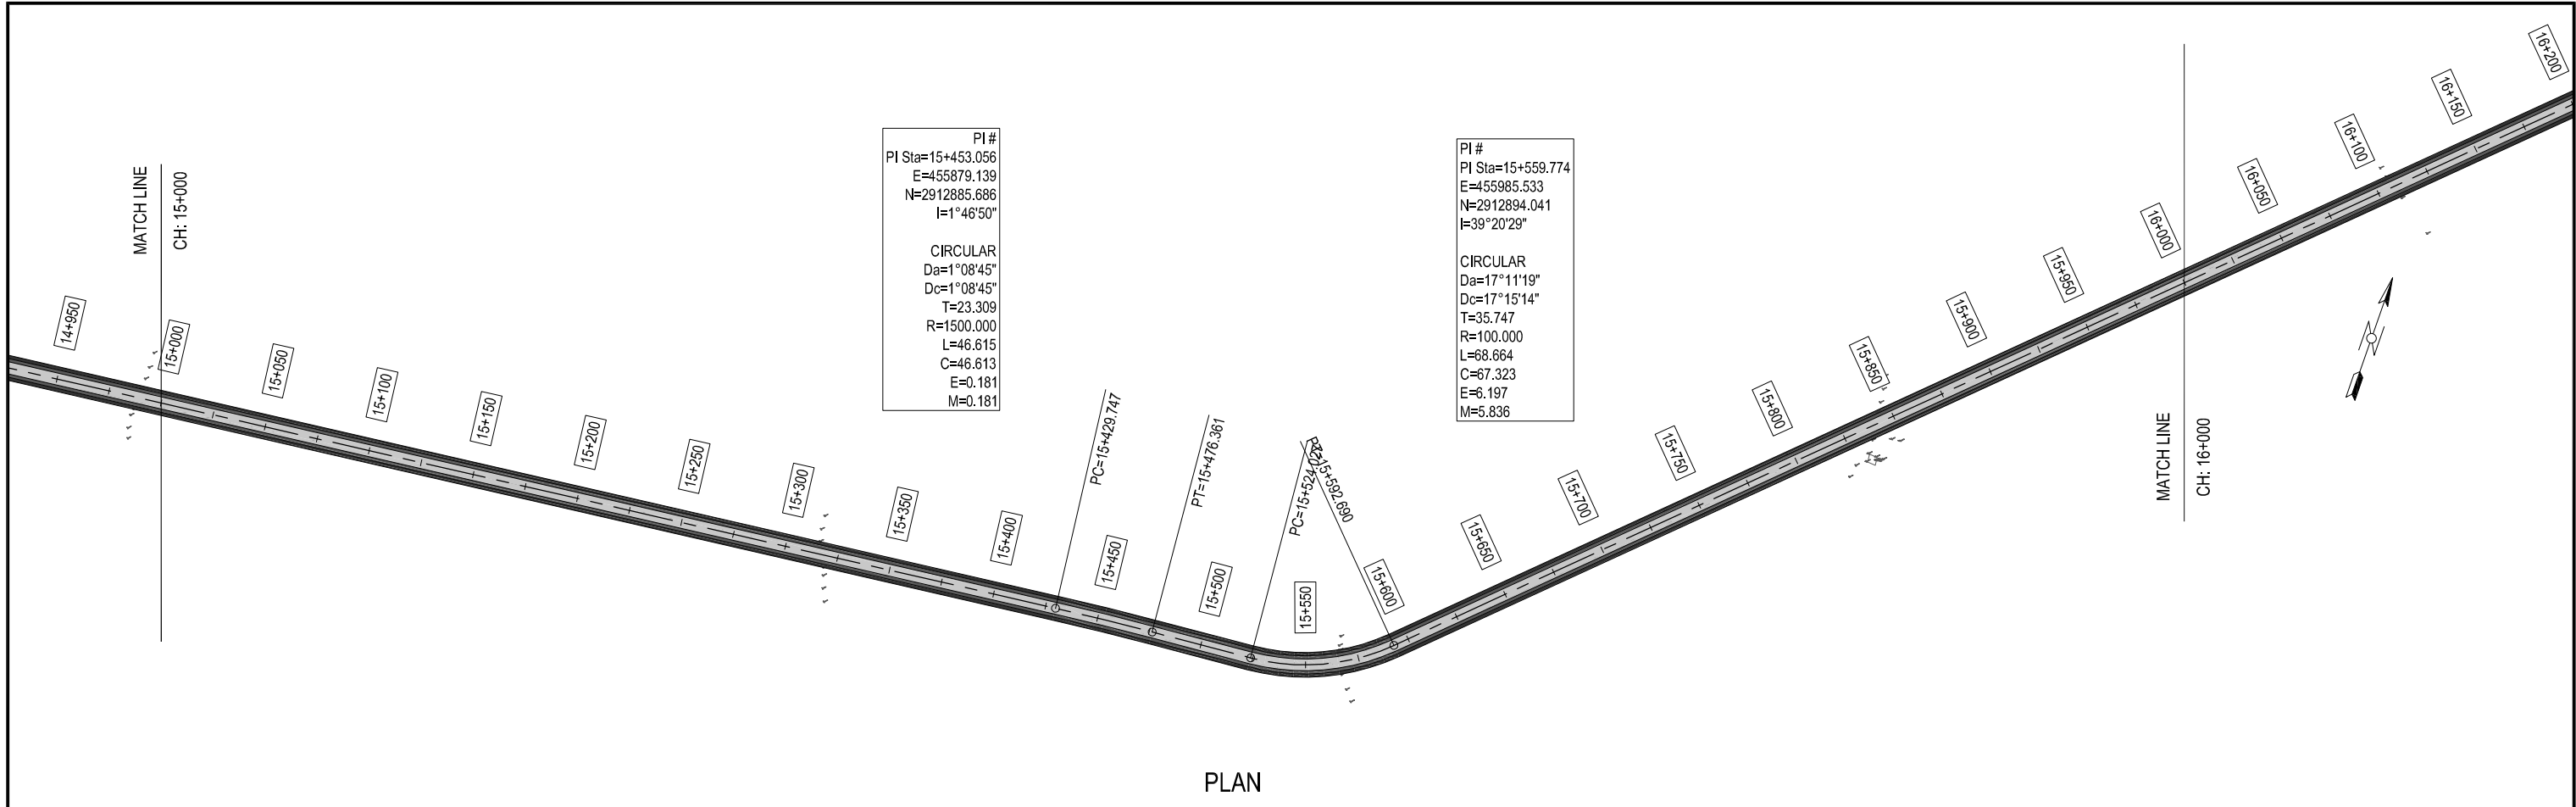 MATCH LINE
CH: 15+000
14+950
15+000
15+050
15+100
15+150
15+200
15+250
15+300
15+350
15+400
15+450
15+500
15+550
15+600
15+650
15+700
15+750
15+800
15+850
15+900
15+950
16+000
16+050
16+100
16+150
16+200
PI #
PI Sta=15+453.056
E=455879.139
N=2912885.686
I=1°46'50"
CIRCULAR
Da=1°08'45"
Dc=1°08'45"
T=23.309
R=1500.000
L=46.615
C=46.613
E=0.181
M=0.181
PC=15+429.747
PT=15+476.361
PT=15+592.690
PI #
PI Sta=15+559.774
E=455985.533
N=2912894.041
I=39°20'29"
CIRCULAR
Da=17°11'19"
Dc=17°15'14"
T=35.747
R=100.000
L=68.664
C=67.323
E=6.197
M=5.836
MATCH LINE
CH: 16+000
PLAN